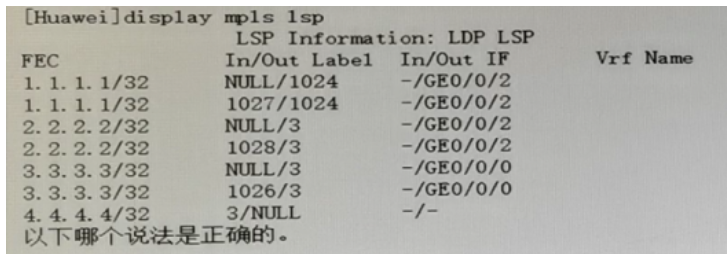 [Huawei]display mpls lsp
LSP Information: LDP LSP
FEC In/Out Label In/Out IF Vrf Name
1.1.1.1/32 NULL/1024 -/GE0/0/2
1.1.1.1/32 1027/1024 -/GE0/0/2
2.2.2.2/32 NULL/3 -/GE0/0/2
2.2.2.2/32 1028/3 -/GE0/0/2
3.3.3.3/32 NULL/3 -/GE0/0/0
3.3.3.3/32 1026/3 -/GE0/0/0
4.4.4.4/32 3/NULL -/-
以下哪个说法是正确的。